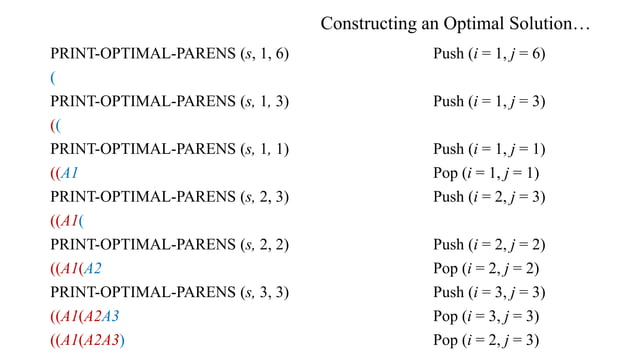 Constructing an Optimal Solution…
PRINT-OPTIMAL-PARENS (s, 1, 6) Push (i = 1, j = 6)
(
PRINT-OPTIMAL-PARENS (s, 1, 3) Push (i = 1, j = 3)
((
PRINT-OPTIMAL-PARENS (s, 1, 1) Push (i = 1, j = 1)
((A1 Pop (i = 1, j = 1)
PRINT-OPTIMAL-PARENS (s, 2, 3) Push (i = 2, j = 3)
((A1(
PRINT-OPTIMAL-PARENS (s, 2, 2) Push (i = 2, j = 2)
((A1(A2 Pop (i = 2, j = 2)
PRINT-OPTIMAL-PARENS (s, 3, 3) Push (i = 3, j = 3)
((A1(A2A3 Pop (i = 3, j = 3)
((A1(A2A3) Pop (i = 2, j = 3)